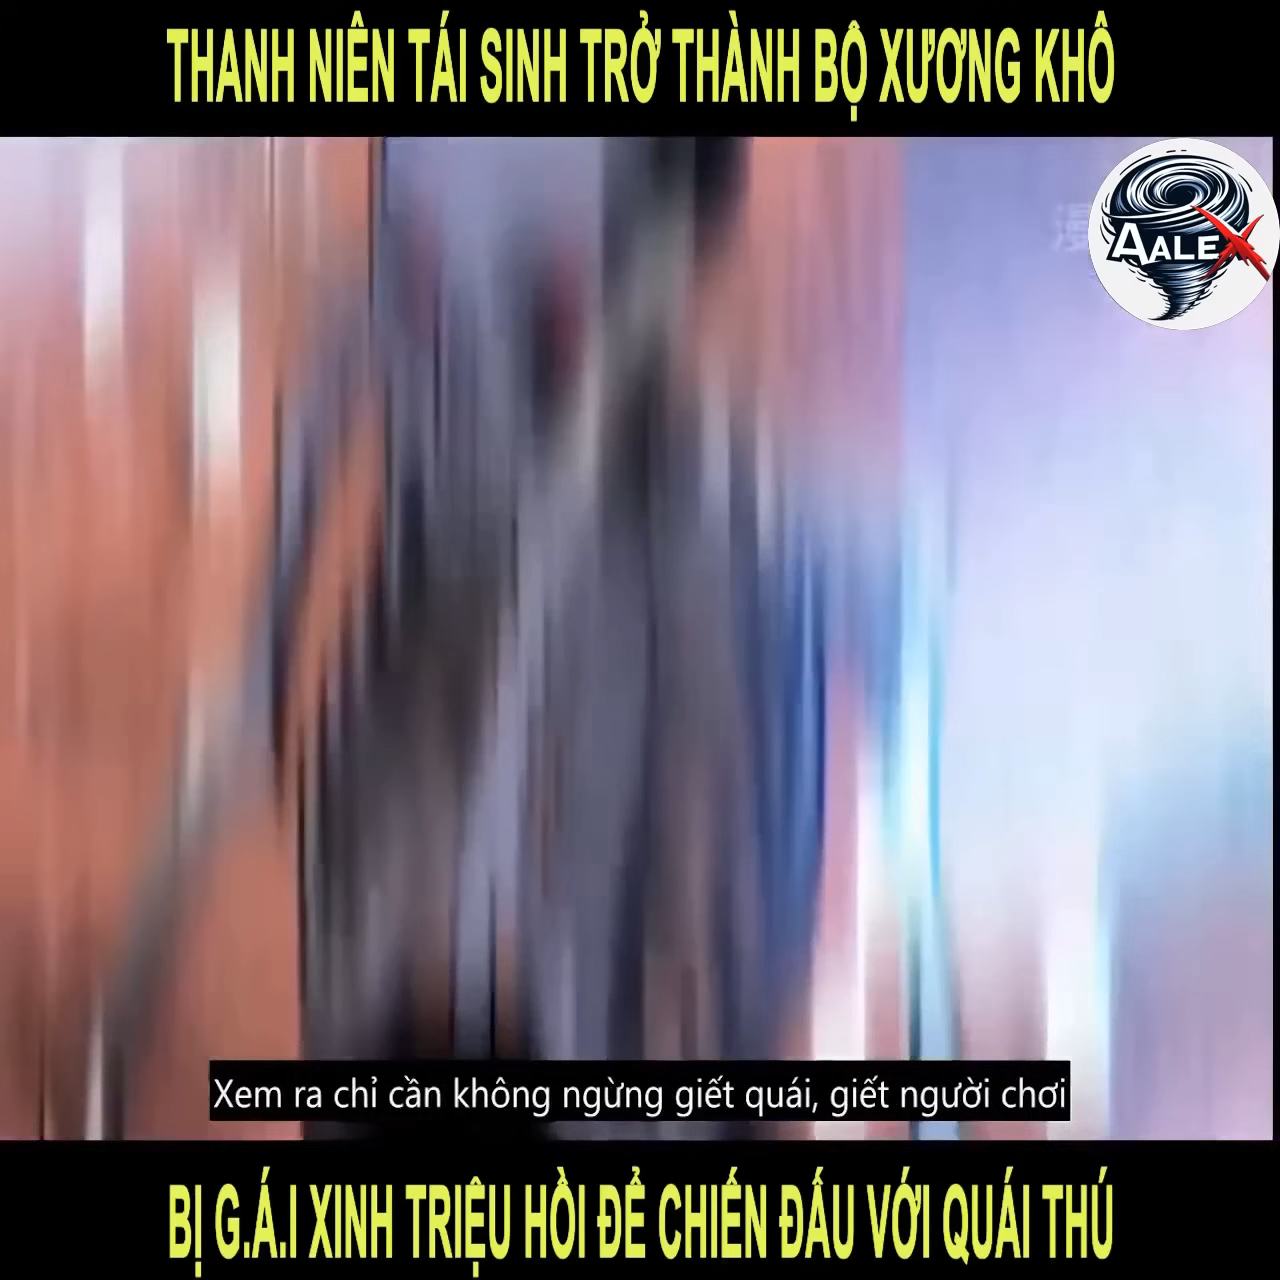 THANH NIÊN TÁI SINH TRỞ THÀNH BỘ XƯƠNG KHÔ
漫
AALEX
Xem ra chỉ cần không ngừng giết quái, giết người chơi
BỊ G.Á.I XINH TRIỆU HỒI ĐỂ CHIẾN ĐẤU VỚI QUÁI THÚ